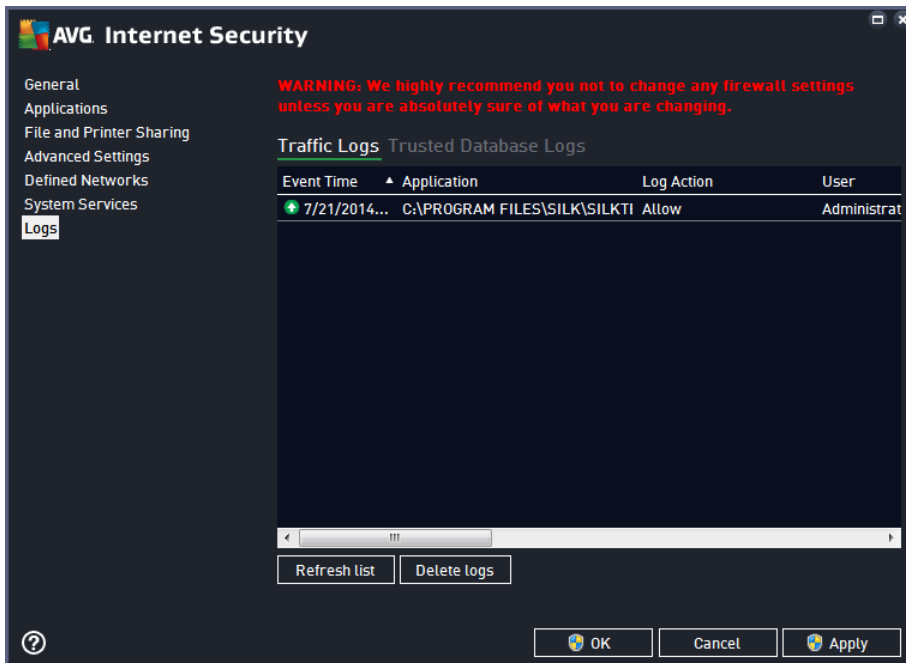 AVG. Internet Security
General
Applications
File and Printer Sharing
Advanced Settings
Defined Networks
System Services
Logs
WARNING: We highly recommend you not to change any firewall settings
unless you are absolutely sure of what you are changing.
Traffic Logs Trusted Database Logs
Event Time Application Log Action User
7/21/2014... C:\PROGRAM FILES\SILK\SILKTI Allow Administrat
Refresh list Delete logs
? OK Cancel Apply